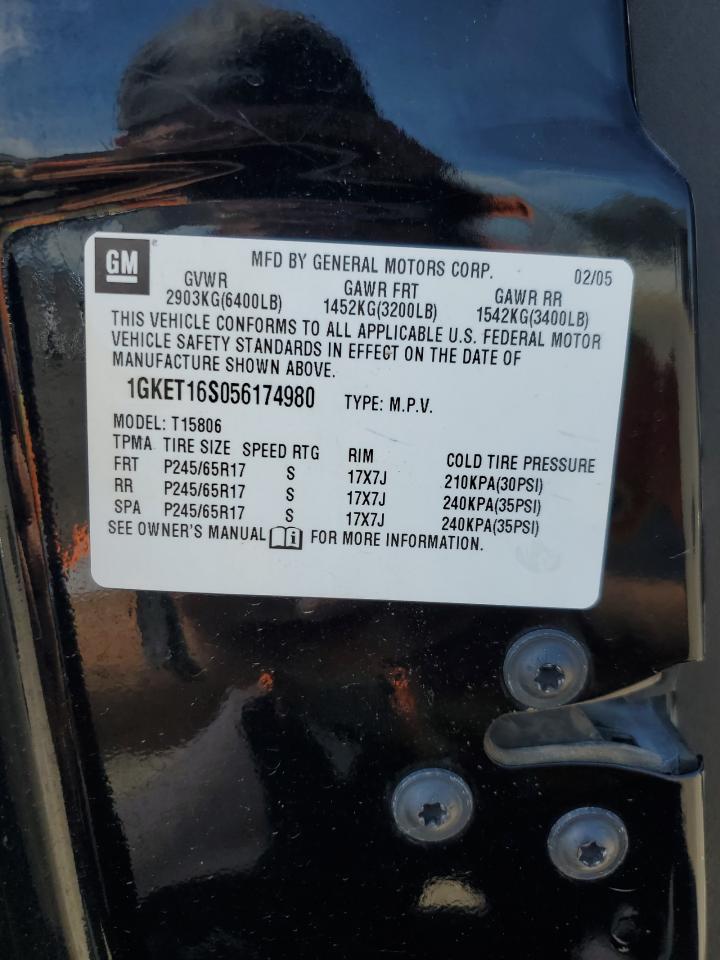 GM® MFD BY GENERAL MOTORS CORP. 02/05
GVWR GAWR FRT GAWR RR
2903KG(6400LB) 1452KG(3200LB) 1542KG(3400LB)
THIS VEHICLE CONFORMS TO ALL APPLICABLE U.S. FEDERAL MOTOR
VEHICLE SAFETY STANDARDS IN EFFECT ON THE DATE OF
MANUFACTURE SHOWN ABOVE.
1GKET16S056174980 TYPE: M.P.V.
MODEL: T15806
TPMA TIRE SIZE SPEED RTG RIM COLD TIRE PRESSURE
FRT P245/65R17 S 17X7J 210KPA(30PSI)
RR P245/65R17 S 17X7J 240KPA(35PSI)
SPA P245/65R17 S 17X7J 240KPA(35PSI)
SEE OWNER'S MANUAL FOR MORE INFORMATION.